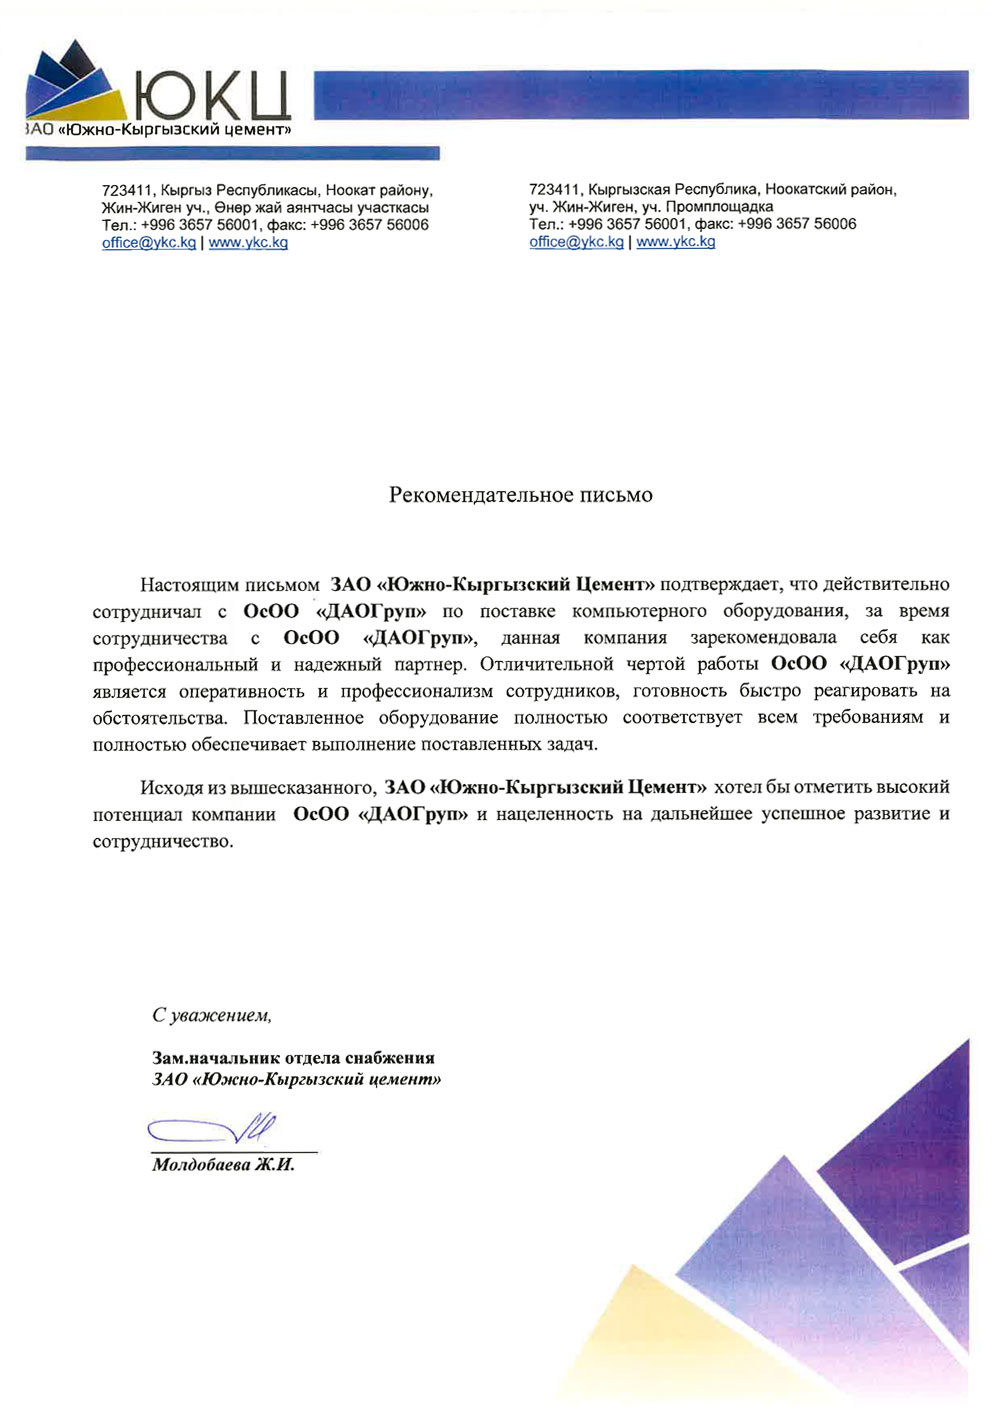 ЮКЦ
ЗАО «Южно-Кыргызский цемент»
723411, Кыргыз Республикасы, Ноокат району,
Жин-Жиген уч., Өнөр жай аянтчасы участкасы
Тел.: +996 3657 56001, факс: +996 3657 56006
office@ykc.kg | www.ykc.kg
723411, Кыргызская Республика, Ноокатский район,
уч. Жин-Жиген, уч. Промплощадка
Тел.: +996 3657 56001, факс: +996 3657 56006
office@ykc.kg | www.ykc.kg
Рекомендательное письмо
Настоящим письмом ЗАО «Южно-Кыргызский Цемент» подтверждает, что действительно
сотрудничал с ОсОО «ДАОГруп» по поставке компьютерного оборудования, за время
сотрудничества с ОсОО «ДАОГруп», данная компания зарекомендовала себя как
профессиональный и надежный партнер. Отличительной чертой работы ОсОО «ДАОГруп»
является оперативность и профессионализм сотрудников, готовность быстро реагировать на
обстоятельства. Поставленное оборудование полностью соответствует всем требованиям и
полностью обеспечивает выполнение поставленных задач.
Исходя из вышесказанного, ЗАО «Южно-Кыргызский Цемент» хотел бы отметить высокий
потенциал компании ОсОО «ДАОГруп» и нацеленность на дальнейшее успешное развитие и
сотрудничество.
С уважением,
Зам.начальник отдела снабжения
ЗАО «Южно-Кыргызский цемент»
Молдобаева Ж.И.